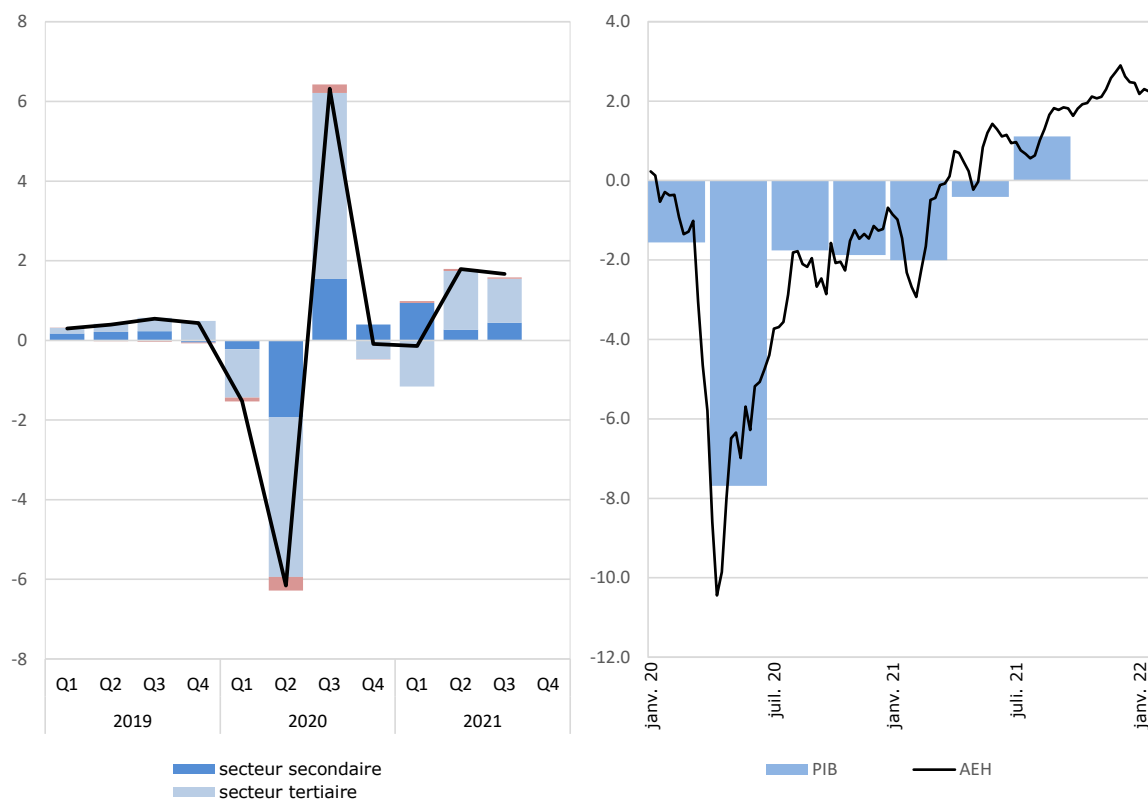 8
6
4
2
0
-2
-4
-6
-8
Q1 Q2 Q3 Q4 Q1 Q2 Q3 Q4 Q1 Q2 Q3 Q4
2019 2020 2021
secteur secondaire
secteur tertiaire
4.0
2.0
0.0
-2.0
-4.0
-6.0
-8.0
-10.0
-12.0
janv. 20
juil. 20
janv. 21
juil. 21
janv. 22
PIB AEH